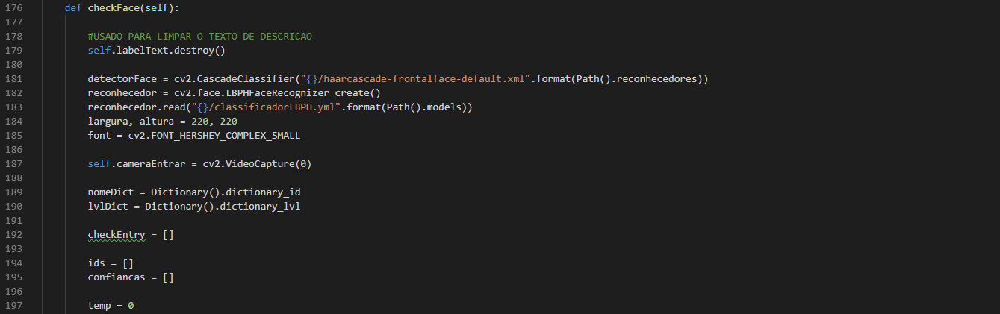 176 def checkFace(self):
177
178 #USADO PARA LIMPAR O TEXTO DE DESCRICAO
179 self.labelText.destroy()
180
181 detectorFace = cv2.CascadeClassifier("{}/haarcascade-frontalface-default.xml".format(Path().reconhecedores))
182 reconhecedor = cv2.face.LBPHFaceRecognizer_create()
183 reconhecedor.read("{}/classificadorLBPH.yml".format(Path().models))
184 largura, altura = 220, 220
185 font = cv2.FONT_HERSHEY_COMPLEX_SMALL
186
187 self.cameraEntrar = cv2.VideoCapture(0)
188
189 nomeDict = Dictionary().dictionary_id
190 lvlDict = Dictionary().dictionary_lvl
191
192 checkEntry = []
193
194 ids = []
195 confiancas = []
196
197 temp = 0